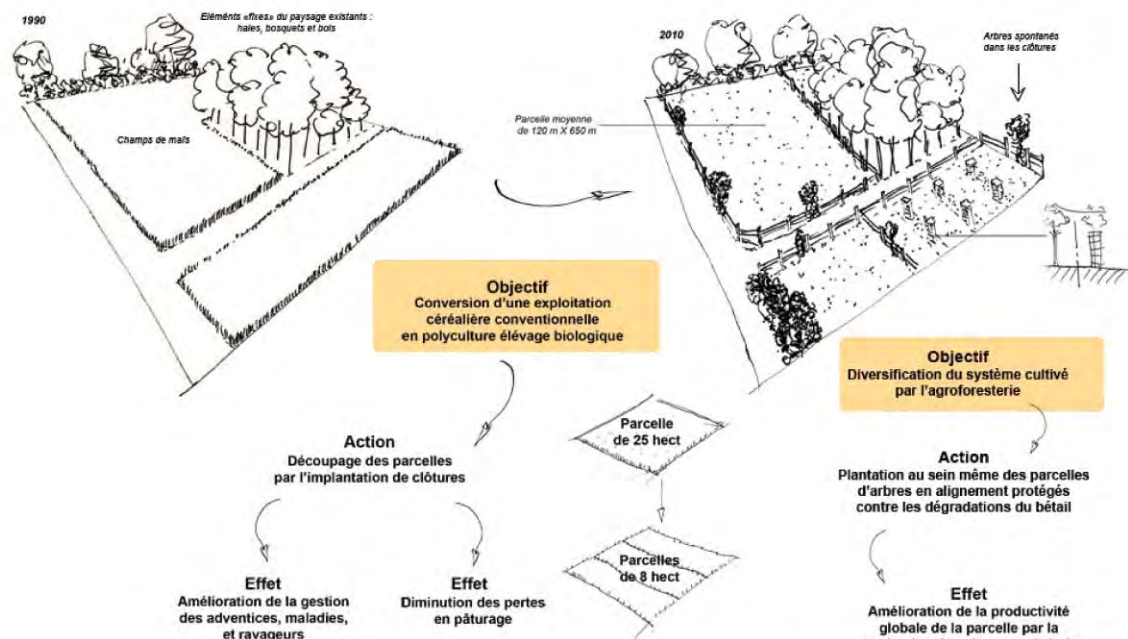 1990
Eléments «fixes» du paysage existants :
haies, bosquets et bois
Champs de maïs
2010
Arbres spontanés
dans les clôtures
Parcelle moyenne
de 120 m X 650 m
Objectif
Conversion d'une exploitation
céréalière conventionnelle
en polyculture élévage biologique
Objectif
Diversification du système cultivé
par l'agroforesterie
Action
Découpage des parcelles
par l'implantation de clôtures
Parcelle
de 25 hect
Action
Plantation au sein même des parcelles
d'arbres en alignement protégés
contre les dégradations du bétail
Effet
Amélioration de la gestion
des adventices, maladies,
et ravageurs
Effet
Diminution des pertes
en pâturage
Parcelles
de 8 hect
Effet
Amélioration de la productivité
globale de la parcelle par la